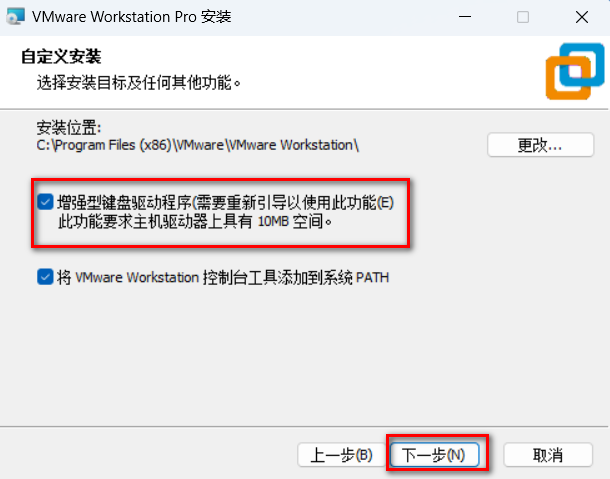 VMware Workstation Pro 安装
自定义安装
选择安装目标及任何其他功能。
安装位置:
C:\Program Files (x86)\VMware\VMware Workstation\
更改...
增强型键盘驱动程序(需要重新引导以使用此功能(E)
此功能要求主机驱动器上具有 10MB 空间。
将 VMware Workstation 控制台工具添加到系统 PATH
上一步(B) 下一步(N) 取消